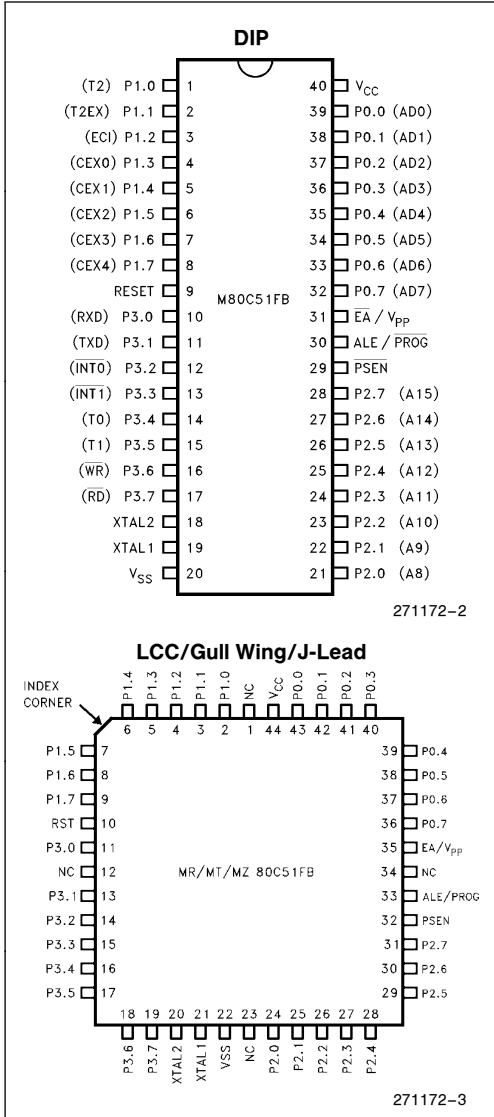 DIP
(T2) P1.0 1 40 VCC
(T2EX) P1.1 2 39 P0.0 (AD0)
(ECI) P1.2 3 38 P0.1 (AD1)
(CEX0) P1.3 4 37 P0.2 (AD2)
(CEX1) P1.4 5 36 P0.3 (AD3)
(CEX2) P1.5 6 35 P0.4 (AD4)
(CEX3) P1.6 7 34 P0.5 (AD5)
(CEX4) P1.7 8 33 P0.6 (AD6)
RESET 9 32 P0.7 (AD7)
M80C51FB
(RXD) P3.0 10 31 EA / VPP
(TXD) P3.1 11 30 ALE / PROG
(INT0) P3.2 12 29 PSEN
(INT1) P3.3 13 28 P2.7 (A15)
(T0) P3.4 14 27 P2.6 (A14)
(T1) P3.5 15 26 P2.5 (A13)
(WR) P3.6 16 25 P2.4 (A12)
(RD) P3.7 17 24 P2.3 (A11)
XTAL2 18 23 P2.2 (A10)
XTAL1 19 22 P2.1 (A9)
VSS 20 21 P2.0 (A8)
271172-2
LCC/Gull Wing/J-Lead
INDEX
CORNER
P1.4 P1.3 P1.2 P1.1 P1.0 NC VCC P0.0 P0.1 P0.2 P0.3
6 5 4 3 2 1 44 43 42 41 40
P1.5 7 39 P0.4
P1.6 8 38 P0.5
P1.7 9 37 P0.6
RST 10 36 P0.7
P3.0 11 35 EA/VPP
NC 12 MR/MT/MZ 80C51FB 34 NC
P3.1 13 33 ALE/PROG
P3.2 14 32 PSEN
P3.3 15 31 P2.7
P3.4 16 30 P2.6
P3.5 17 29 P2.5
18 19 20 21 22 23 24 25 26 27 28
P3.6 P3.7 XTAL2 XTAL1 VSS NC P2.0 P2.1 P2.2 P2.3 P2.4
271172-3